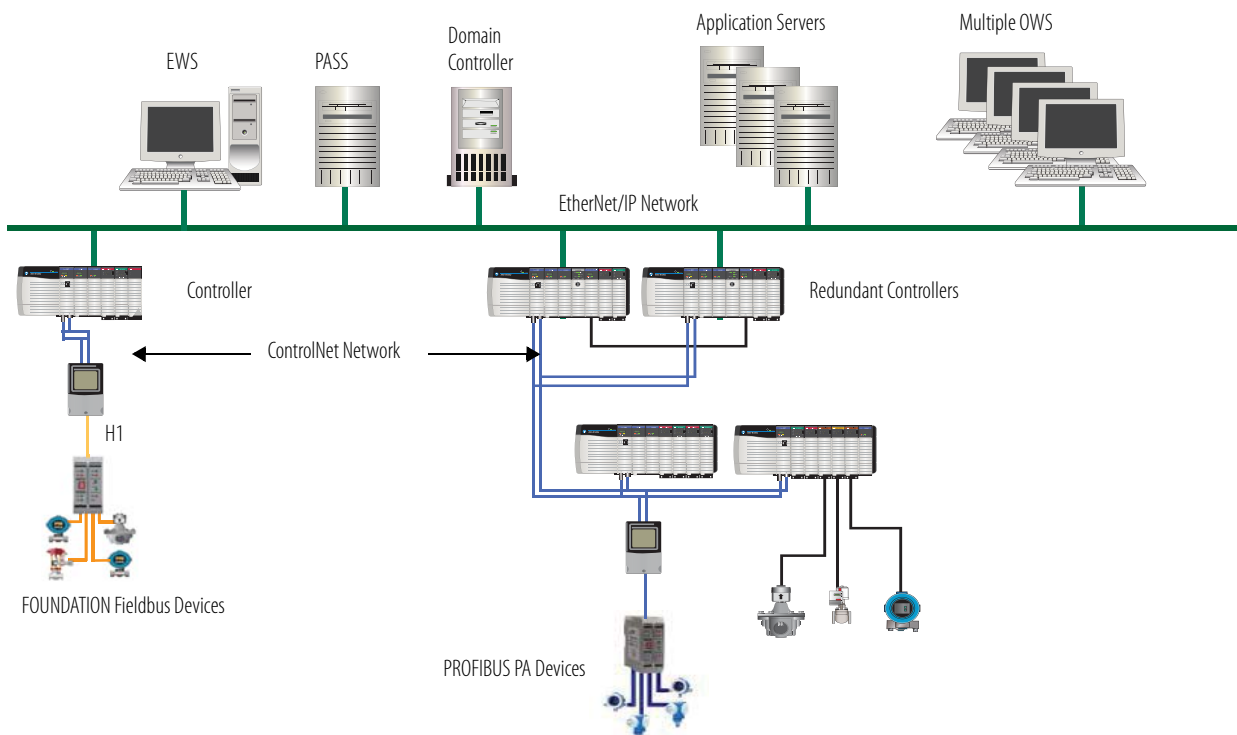 EWS
PASS
Domain
Controller
Application Servers
Multiple OWS
EtherNet/IP Network
Controller
Redundant Controllers
ControlNet Network
H1
FOUNDATION Fieldbus Devices
PROFIBUS PA Devices